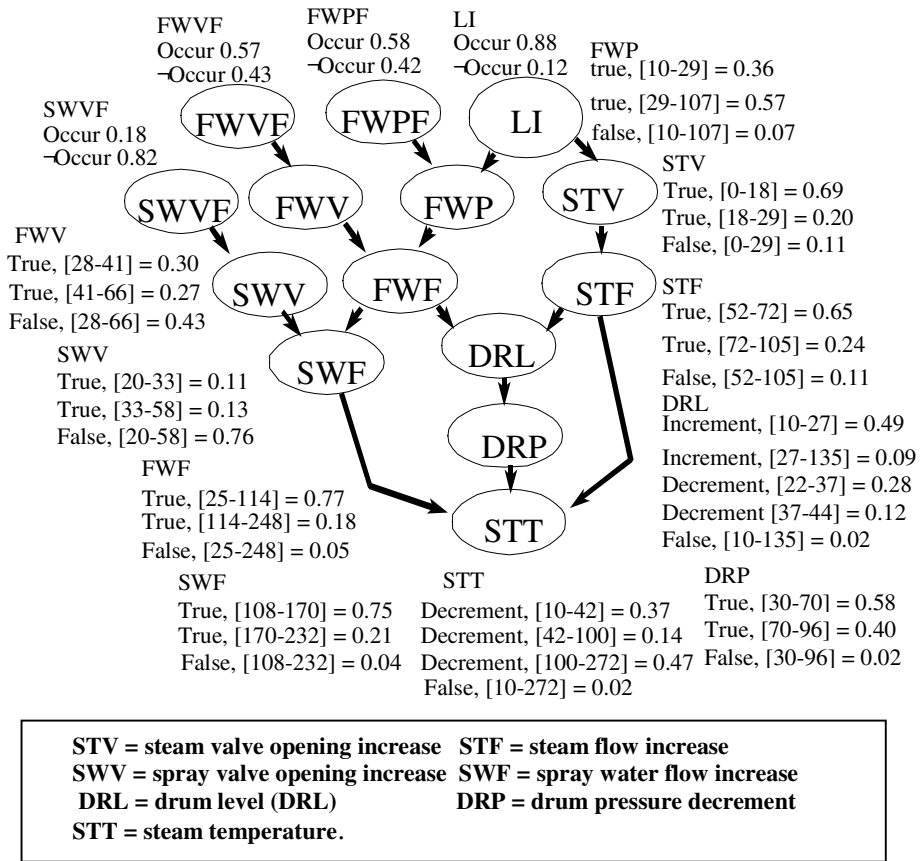 FWVF
Occur 0.57
¬Occur 0.43
FWPF
Occur 0.58
¬Occur 0.42
LI
Occur 0.88
¬Occur 0.12
FWP
true, [10-29] = 0.36
true, [29-107] = 0.57
false, [10-107] = 0.07
SWVF
Occur 0.18
¬Occur 0.82
FWVF
FWPF
LI
STV
True, [0-18] = 0.69
True, [18-29] = 0.20
False, [0-29] = 0.11
SWVF
FWV
FWP
STV
FWV
True, [28-41] = 0.30
True, [41-66] = 0.27
False, [28-66] = 0.43
SWV
FWF
STF
STF
True, [52-72] = 0.65
True, [72-105] = 0.24
False, [52-105] = 0.11
SWV
True, [20-33] = 0.11
True, [33-58] = 0.13
False, [20-58] = 0.76
SWF
DRL
DRL
Increment, [10-27] = 0.49
Increment, [27-135] = 0.09
Decrement, [22-37] = 0.28
Decrement [37-44] = 0.12
False, [10-135] = 0.02
DRP
FWF
True, [25-114] = 0.77
True, [114-248] = 0.18
False, [25-248] = 0.05
STT
SWF
True, [108-170] = 0.75
True, [170-232] = 0.21
False, [108-232] = 0.04
STT
Decrement, [10-42] = 0.37
Decrement, [42-100] = 0.14
Decrement, [100-272] = 0.47
False, [10-272] = 0.02
DRP
True, [30-70] = 0.58
True, [70-96] = 0.40
False, [30-96] = 0.02
STV = steam valve opening increase STF = steam flow increase
SWV = spray valve opening increase SWF = spray water flow increase
DRL = drum level (DRL) DRP = drum pressure decrement
STT = steam temperature.